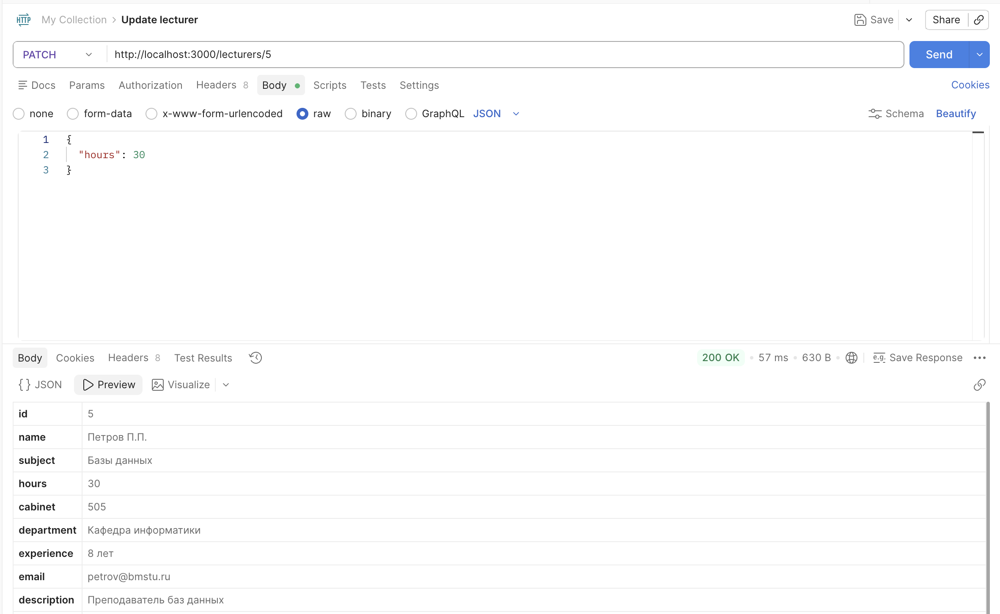 HTTP My Collection > Update lecturer Save Share
PATCH http://localhost:3000/lecturers/5 Send
Docs Params Authorization Headers 8 Body Scripts Tests Settings Cookies
none form-data x-www-form-urlencoded raw binary GraphQL JSON Schema Beautify
1 {
2 "hours": 30
3 }
Body Cookies Headers 8 Test Results 200 OK • 57 ms • 630 B • e.g. Save Response
{} JSON Preview Visualize
id 5
name Петров П.П.
subject Базы данных
hours 30
cabinet 505
department Кафедра информатики
experience 8 лет
email petrov@bmstu.ru
description Преподаватель баз данных